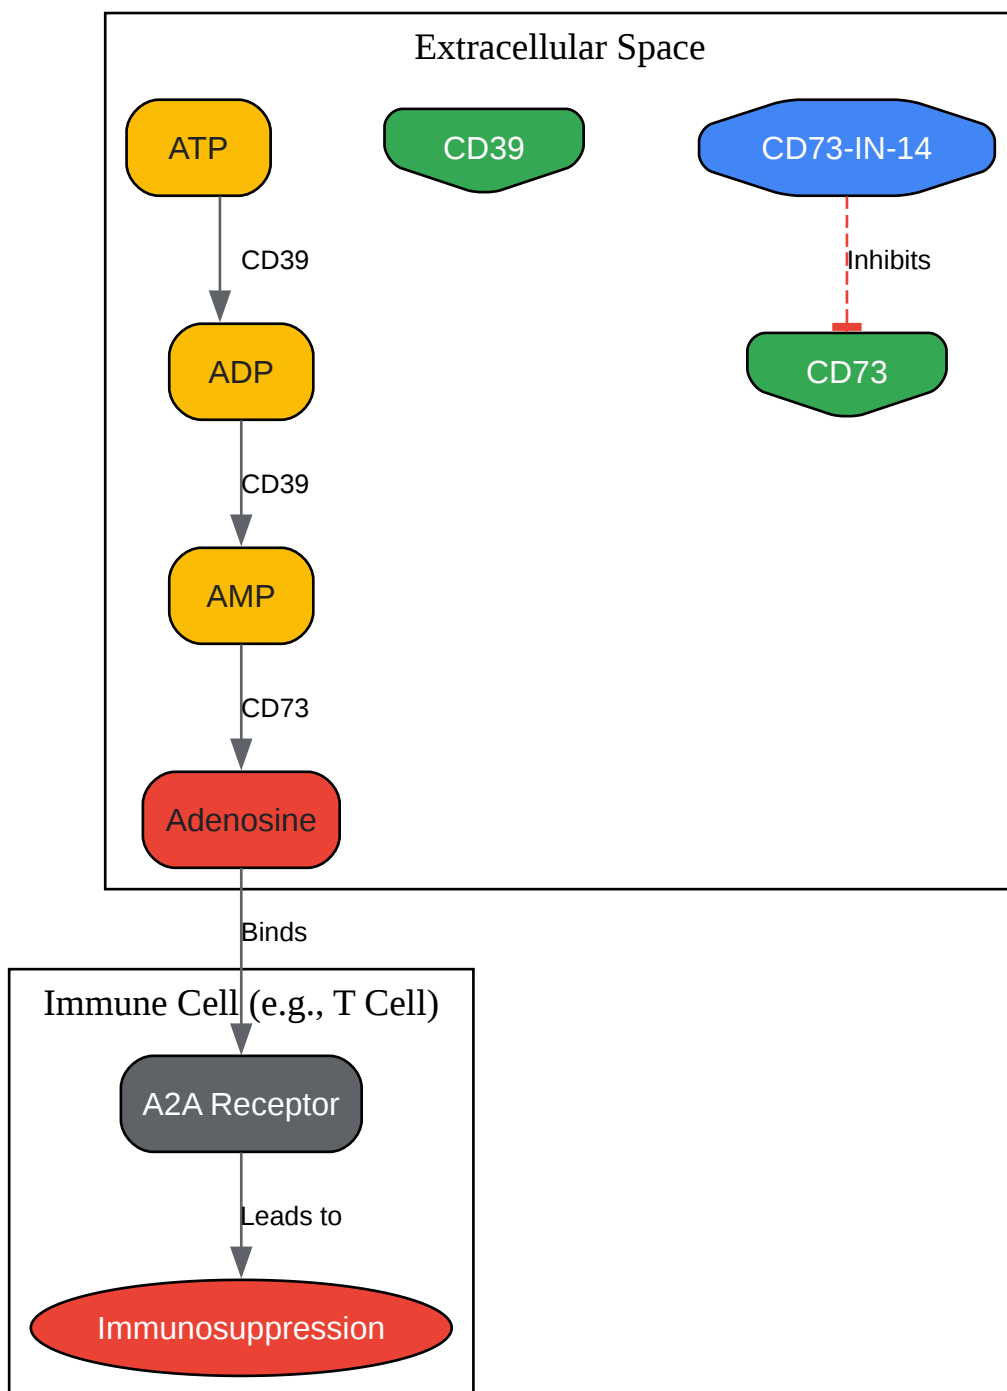 Extracellular Space
ATP
CD39
CD73-IN-14
CD39
Inhibits
ADP
CD73
CD39
AMP
CD73
Adenosine
Binds
Immune Cell (e.g., T Cell)
A2A Receptor
Leads to
Immunosuppression